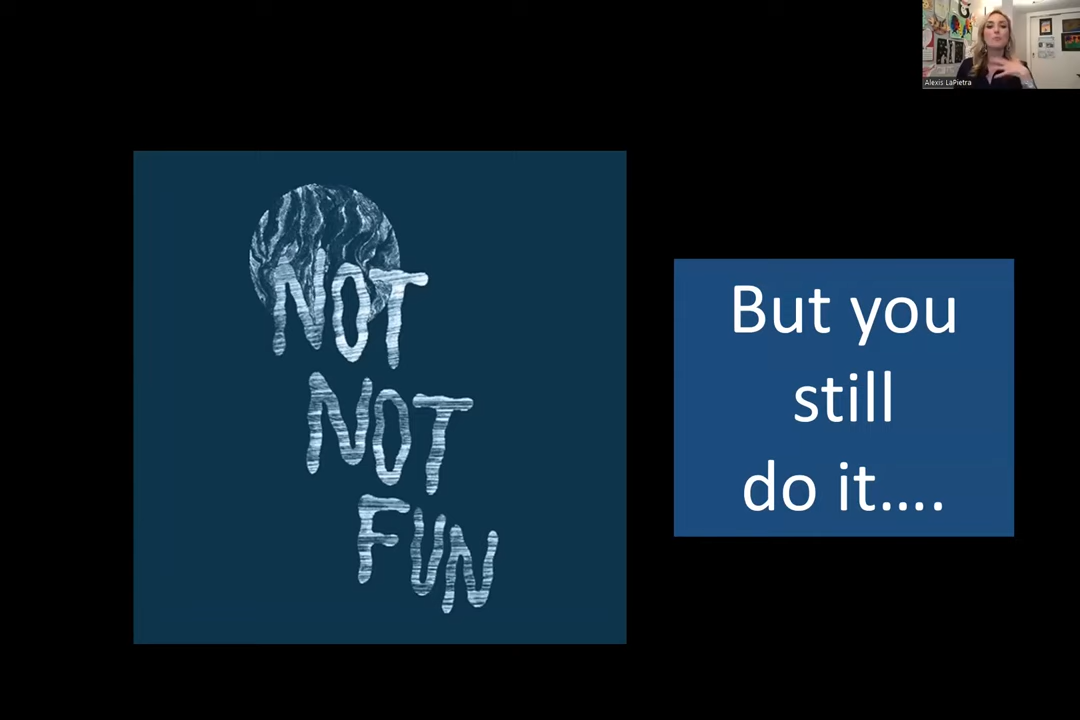 Alexis LaPietra
NOT
NOT
FUN
But you
still
do it....